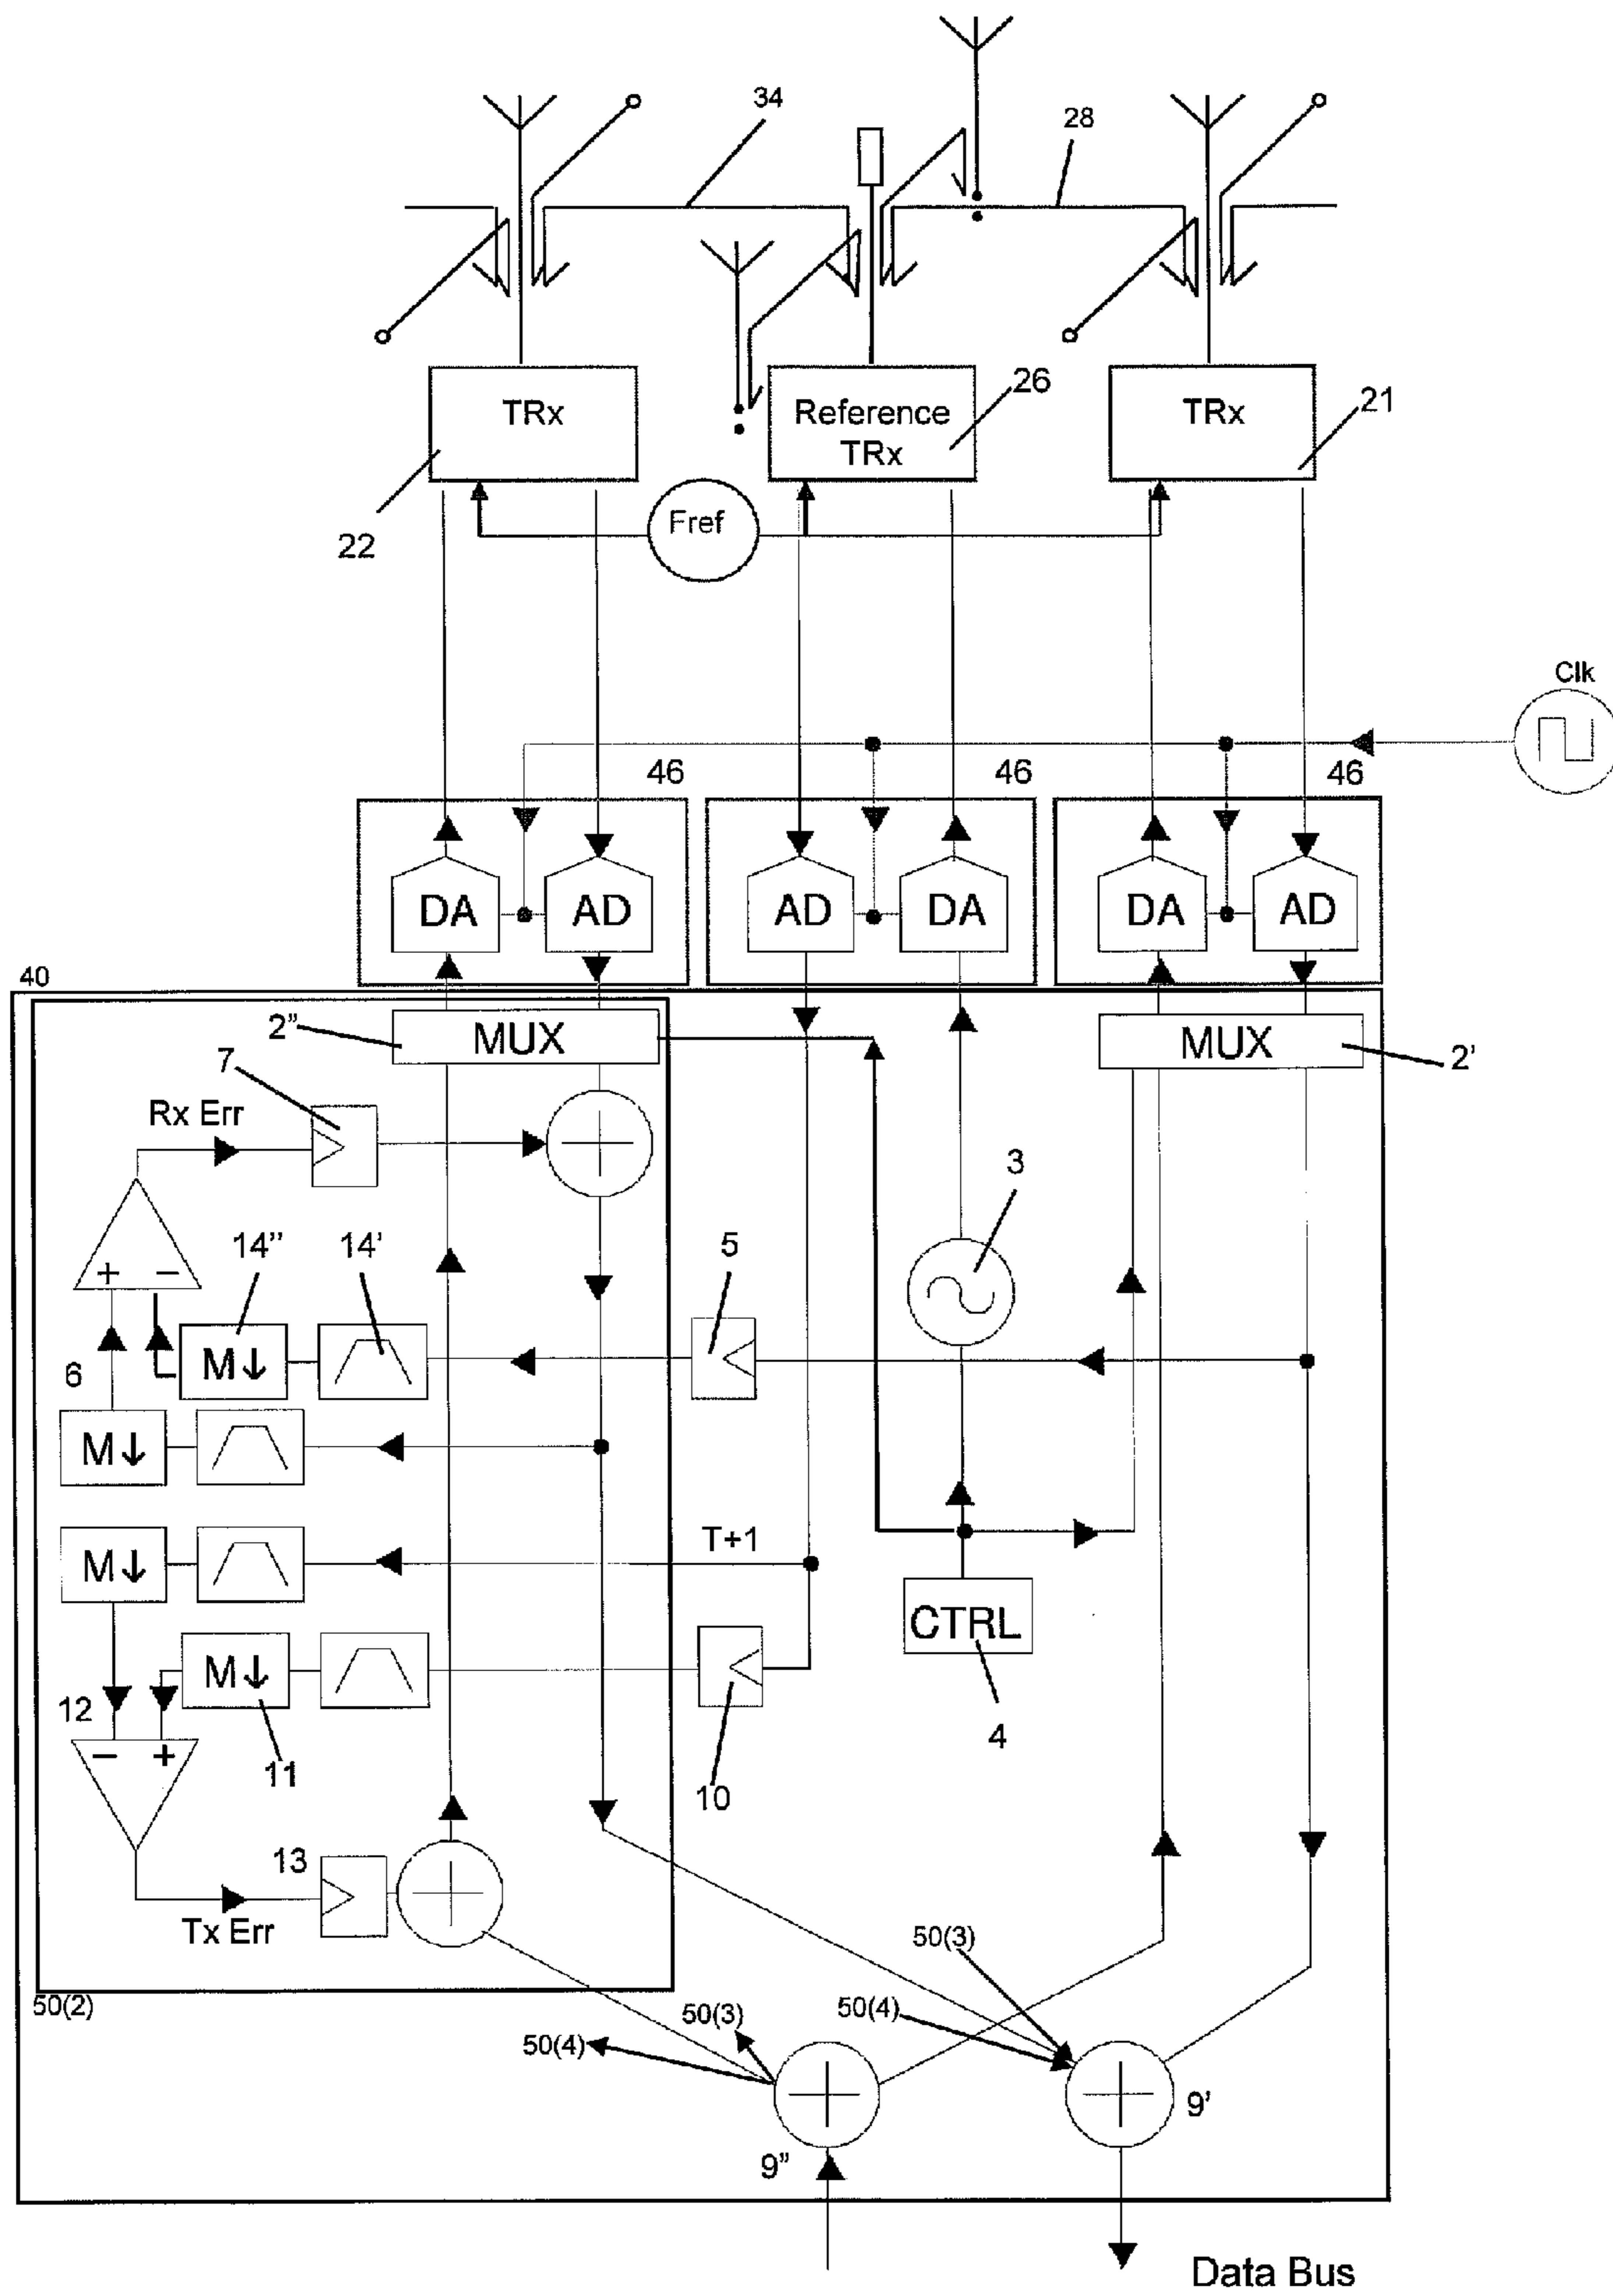 34
28
TRx
Reference
TRx
26
TRx
21
22
Fref
Clk
46
46
46
DA
AD
AD
DA
DA
AD
40
2”
MUX
MUX
2'
7
Rx Err
3
14”
14'
5
+
−
M↓
6
M↓
T+1
M↓
CTRL
M↓
12
−
+
11
10
4
13
Tx Err
50(3)
50(2)
50(3)
50(4)
50(4)
9'
9”
Data Bus